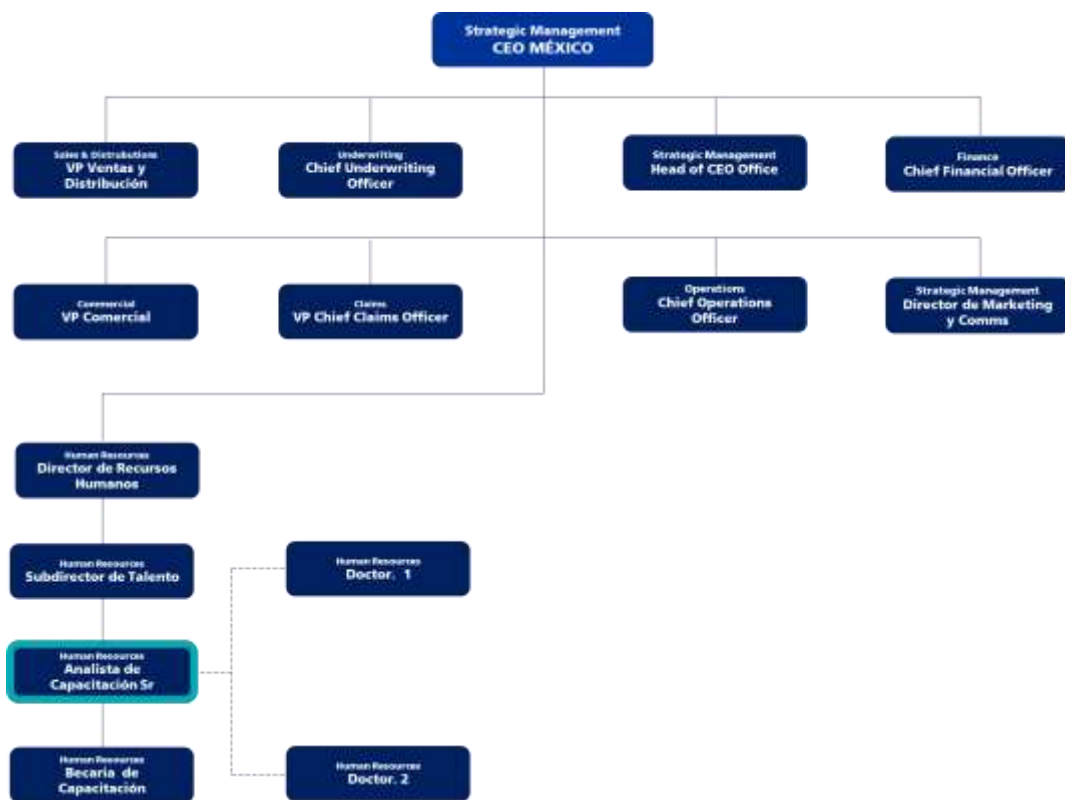 Strategic Management
CEO MÉXICO
Sales & Distrubutions
VP Ventas y
Distribución
Underwriting
Chief Underwriting
Officer
Strategic Management
Head of CEO Office
Finance
Chief Financial Officer
Commercial
VP Comercial
Claims
VP Chief Claims Officer
Operations
Chief Operations
Officer
Strategic Management
Director de Marketing
y Comms
Human Resources
Director de Recursos
Humanos
Human Resources
Subdirector de Talento
Human Resources
Doctor. 1
Human Resources
Analista de
Capacitación Sr
Human Resources
Becaria de
Capacitación
Human Resources
Doctor. 2